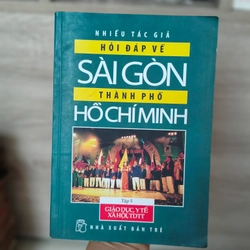 NHIỀU TÁC GIẢ
HỎI ĐÁP VỀ
SÀI GÒN
THÀNH PHỐ
HỒ CHÍ MINH
Tập 5
GIÁO DỤC, Y TẾ
XÃ HỘI, TDTT
NHÀ XUẤT BẢN TRẺ